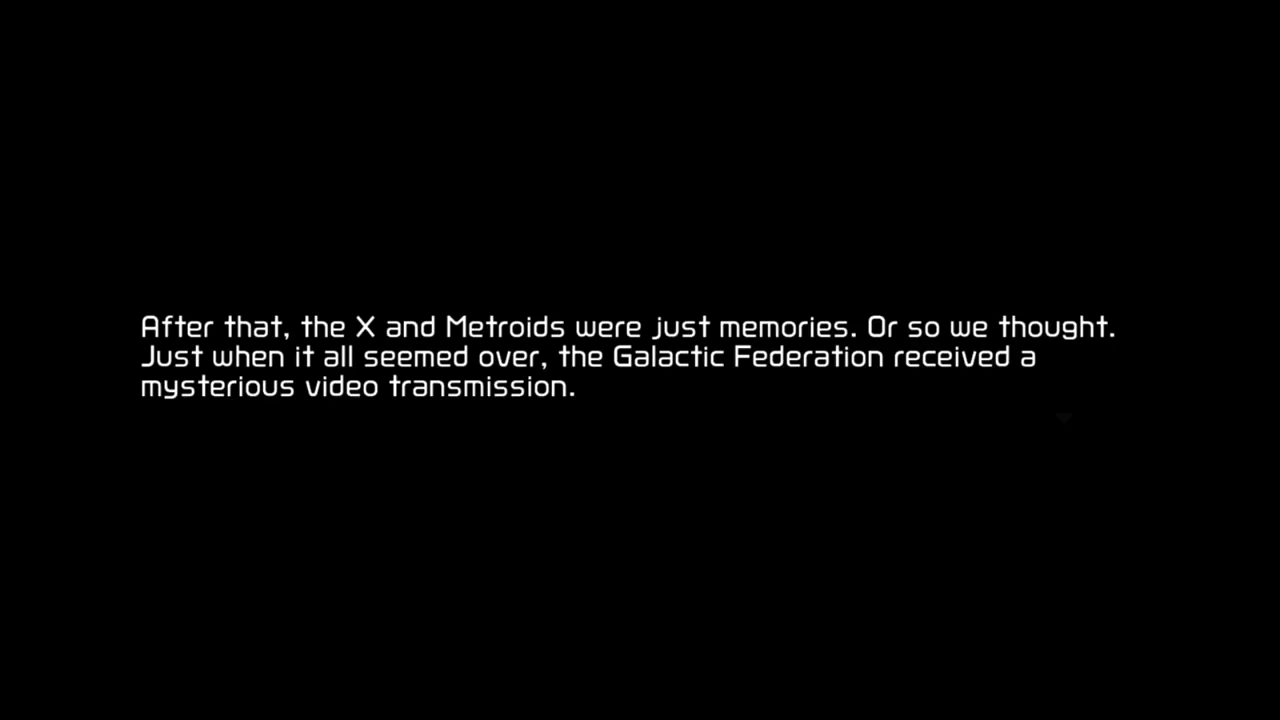 After that, the X and Metroids were just memories. Or so we thought.
Just when it all seemed over, the Galactic Federation received a
mysterious video transmission.